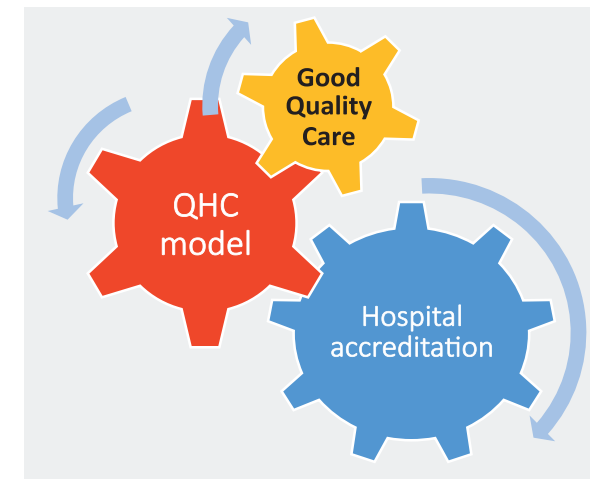 Good
Quality
Care
QHC
model
Hospital
accreditation